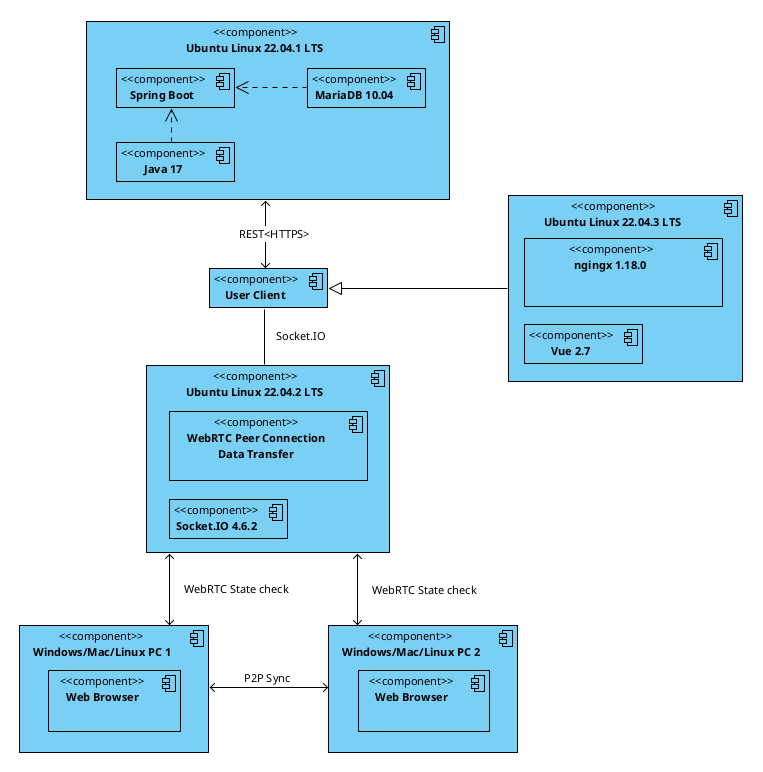 <<component>>
Ubuntu Linux 22.04.1 LTS
<<component>>
Spring Boot
<<component>>
MariaDB 10.04
<<component>>
Java 17
REST<HTTPS>
<<component>>
User Client
<<component>>
Ubuntu Linux 22.04.3 LTS
<<component>>
ngingx 1.18.0
<<component>>
Vue 2.7
Socket.IO
<<component>>
Ubuntu Linux 22.04.2 LTS
<<component>>
WebRTC Peer Connection
Data Transfer
<<component>>
Socket.IO 4.6.2
WebRTC State check
WebRTC State check
<<component>>
Windows/Mac/Linux PC 1
<<component>>
Web Browser
P2P Sync
<<component>>
Windows/Mac/Linux PC 2
<<component>>
Web Browser